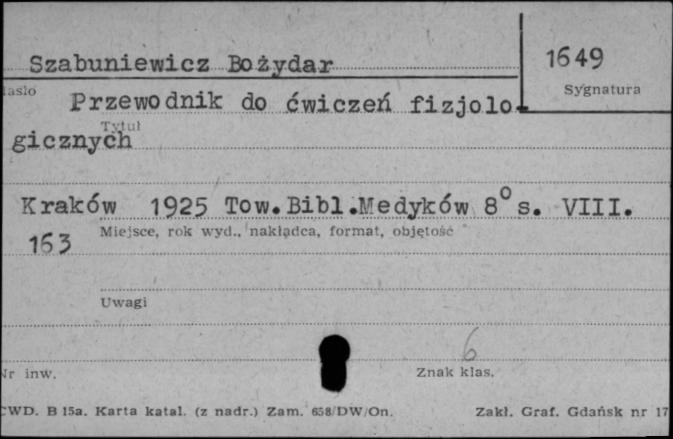 Szabuniewicz Bożydar
1649
Sygnatura
asło
Przewodnik do ćwiczeń fizjolo-
Tytuł
gicznych
Kraków 1925 Tow.Bibl.Medyków 8° s. VIII.
163
Miejsce, rok wyd., nakładca, format, objętość
Uwagi
6
Nr inw.
Znak klas.
CWD. B 15a. Karta katal. (z nadr.) Zam. 658/DW/On.
Zakł. Graf. Gdańsk nr 17